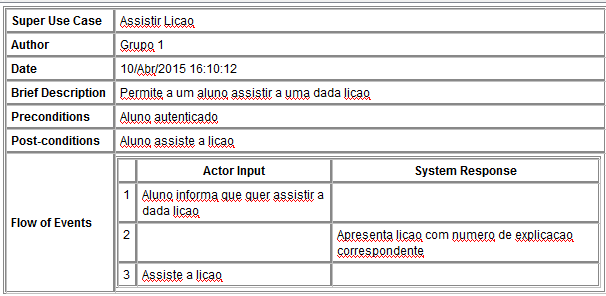 Super Use Case Assistir Licao
Author Grupo 1
Date 10/Abr/2015 16:10:12
Brief Description Permite a um aluno assistir a uma dada licao
Preconditions Aluno autenticado
Post-conditions Aluno assiste a licao
Flow of Events
Actor Input System Response
1 Aluno informa que quer assistir a
dada licao
2 Apresenta licao com numero de explicacao
correspondente
3 Assiste a licao